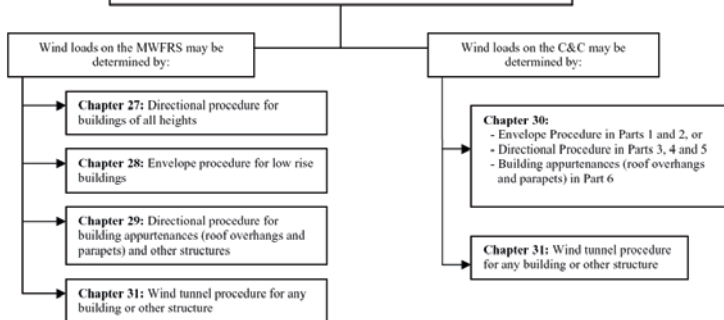 Wind loads on the MWFRS may be
determined by:
Chapter 27: Directional procedure for
buildings of all heights
Chapter 28: Envelope procedure for low rise
buildings
Chapter 29: Directional procedure for
building appurtenances (roof overhangs and
parapets) and other structures
Chapter 31: Wind tunnel procedure for any
building or other structure
Wind loads on the C&C may be
determined by:
Chapter 30:
- Envelope Procedure in Parts 1 and 2, or
- Directional Procedure in Parts 3, 4 and 5
- Building appurtenances (roof overhangs
and parapets) in Part 6
Chapter 31: Wind tunnel procedure
for any building or other structure